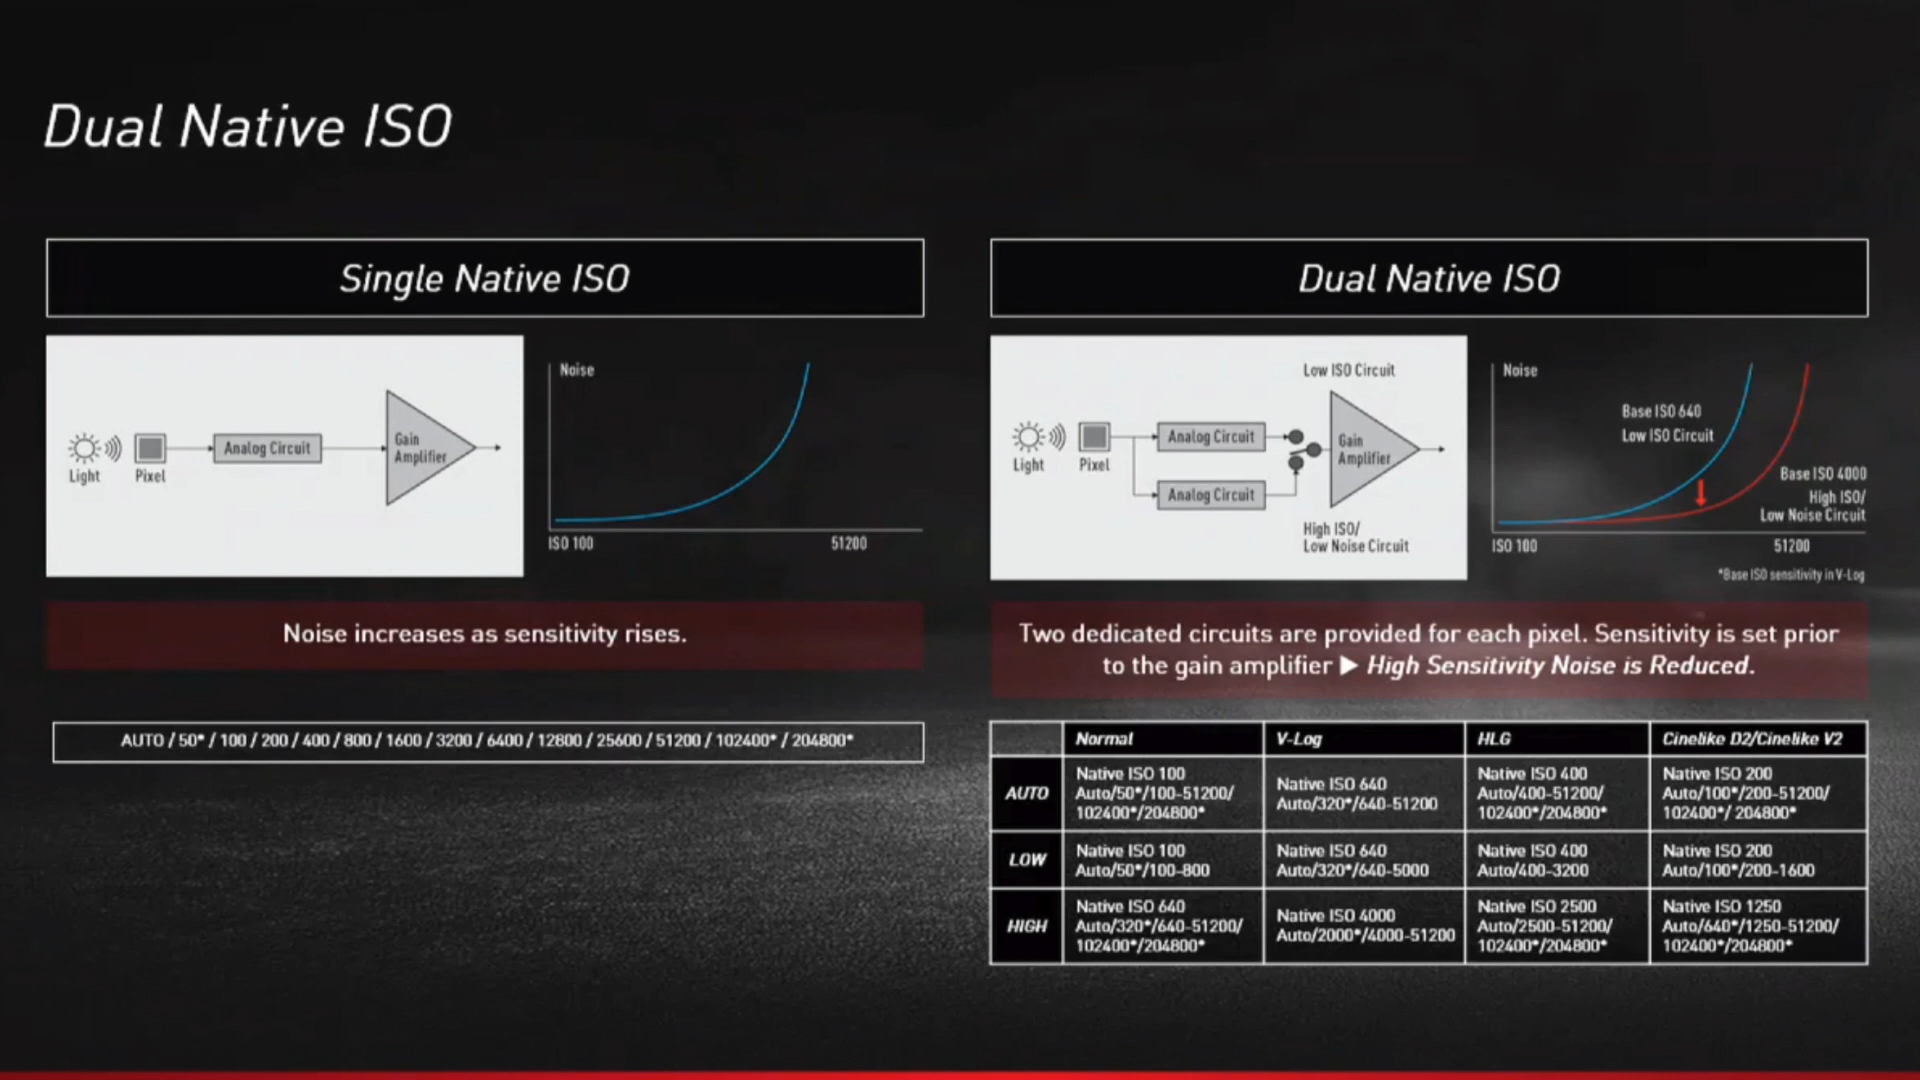 Dual Native ISO
Single Native ISO
Light
Pixel
Analog Circuit
Gain
Amplifier
Noise
ISO 100
51200
Noise increases as sensitivity rises.
AUTO / 50* / 100 / 200 / 400 / 800 / 1600 / 3200 / 6400 / 12800 / 25600 / 51200 / 102400* / 204800*
Dual Native ISO
Low ISO Circuit
Light
Pixel
Analog Circuit
Analog Circuit
Gain
Amplifier
High ISO/
Low Noise Circuit
Noise
Base ISO 640
Low ISO Circuit
Base ISO 4000
High ISO/
Low Noise Circuit
ISO 100
51200
*Base ISO sensitivity in V-Log
Two dedicated circuits are provided for each pixel. Sensitivity is set prior
to the gain amplifier ▶ High Sensitivity Noise is Reduced.
Normal
V-Log
HLG
Cinelike D2/Cinelike V2
AUTO
Native ISO 100
Auto/50*/100-51200/
102400*/204800*
Native ISO 640
Auto/320*/640-51200
Native ISO 400
Auto/400-51200/
102400*/204800*
Native ISO 200
Auto/100*/200-51200/
102400*/ 204800*
LOW
Native ISO 100
Auto/50*/100-800
Native ISO 640
Auto/320*/640-5000
Native ISO 400
Auto/400-3200
Native ISO 200
Auto/100*/200-1600
HIGH
Native ISO 640
Auto/320*/640-51200/
102400*/204800*
Native ISO 4000
Auto/2000*/4000-51200
Native ISO 2500
Auto/2500-51200/
102400*/204800*
Native ISO 1250
Auto/640*/1250-51200/
102400*/204800*